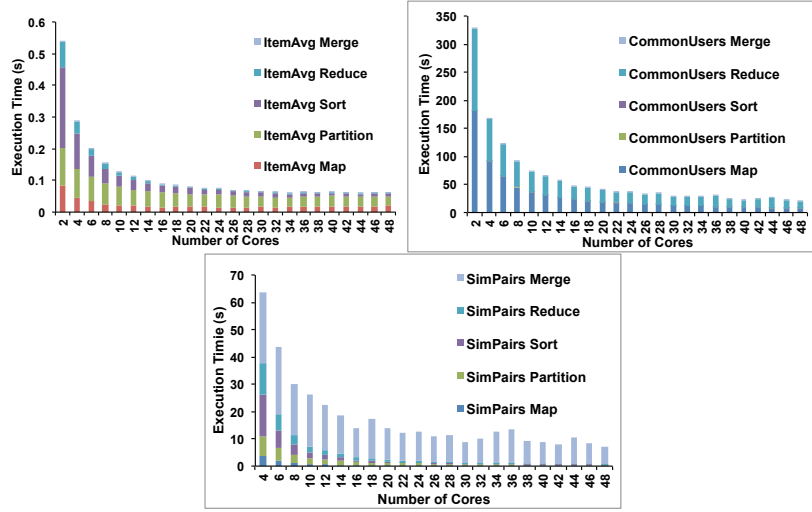 0.6
0.5
0.4
0.3
0.2
0.1
0
Execution Time (s)
ItemAvg Merge
ItemAvg Reduce
ItemAvg Sort
ItemAvg Partition
ItemAvg Map
2 4 6 8 10 12 14 16 18 20 22 24 26 28 30 32 34 36 38 40 42 44 46 48
Number of Cores
350
300
250
200
150
100
50
0
Execution Time (s)
CommonUsers Merge
CommonUsers Reduce
CommonUsers Sort
CommonUsers Partition
CommonUsers Map
2 4 6 8 10 12 14 16 18 20 22 24 26 28 30 32 34 36 38 40 42 44 46 48
Number of Cores
70
60
50
40
30
20
10
0
Execution Timie (s)
SimPairs Merge
SimPairs Reduce
SimPairs Sort
SimPairs Partition
SimPairs Map
4 6 8 10 12 14 16 18 20 22 24 26 28 30 32 34 36 38 40 42 44 46 48
Number of Cores